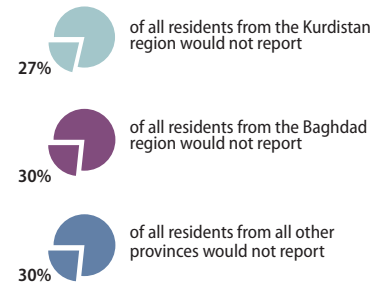 of all residents from the Kurdistan
region would not report
27%
of all residents from the Baghdad
region would not report
30%
of all residents from all other
provinces would not report
30%